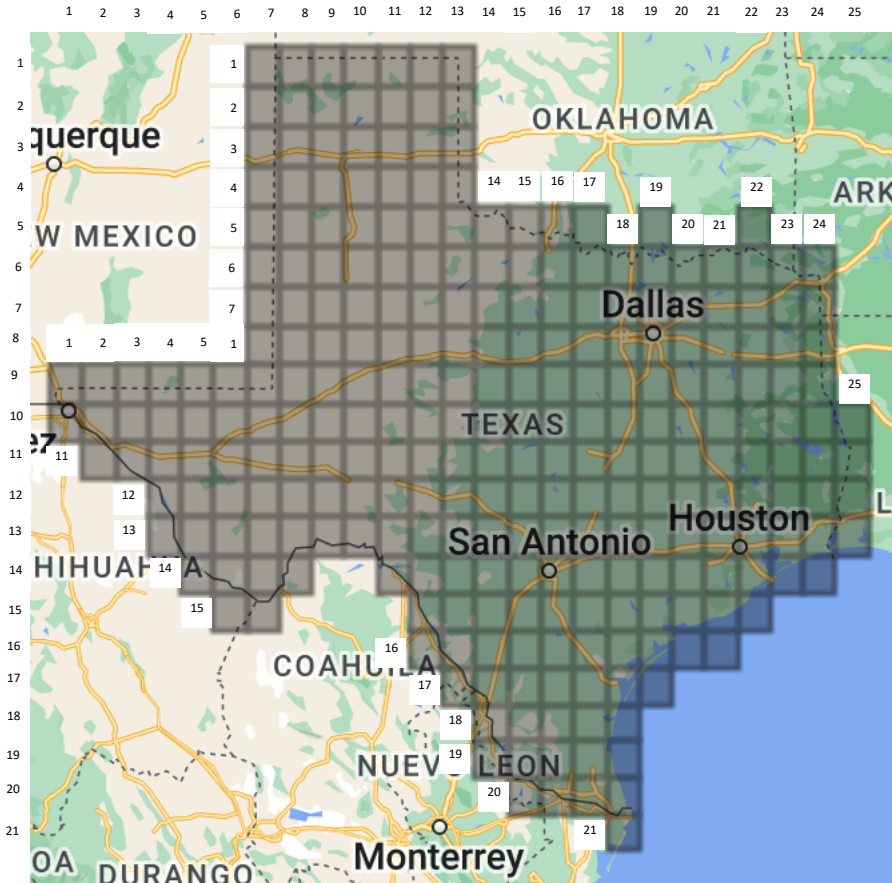 1 2 3 4 5 6 7 8 9 10 11 12 13 14 15 16 17 18 19 20 21 22 23 24 25
1 1
2 2
OKLAHOMA
3 querque 3
4 4 14 15 16 17 19 22
ARK
5 W MEXICO 5 18 20 21 23 24
6 6
7 7
Dallas
8 1 2 3 4 5 1
9 25
10
TEXAS
ez
11 11
12 12
L
13 13
Houston
San Antonio
14 HIHUAH 14 A
15 15
16 16
COAHUILA
17 17
18 18
19 19
NUEV LEON
20 20
21 21
Monterrey
OA
DURANGO